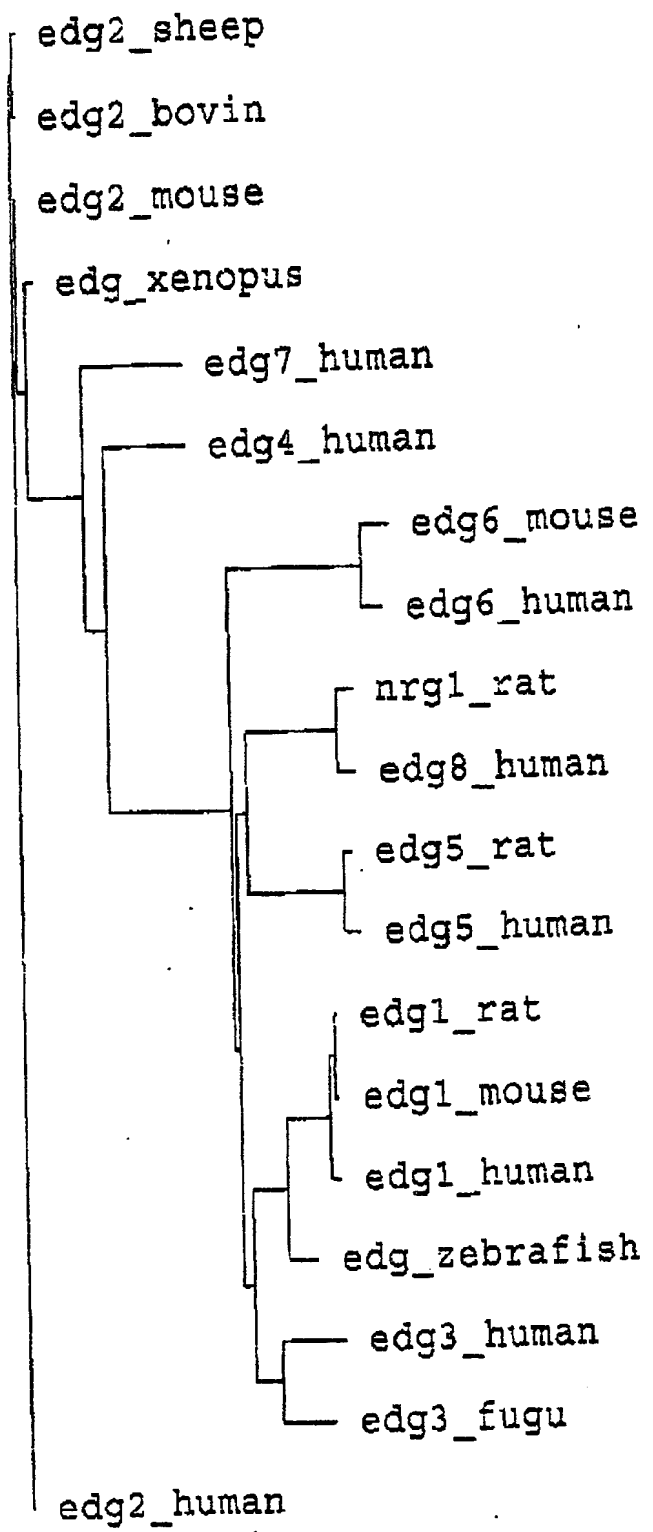 edg2_sheep
edg2_bovin
edg2_mouse
edg_xenopus
edg7_human
edg4_human
edg6_mouse
edg6_human
nrg1_rat
edg8_human
edg5_rat
edg5_human
edg1_rat
edg1_mouse
edg1_human
edg_zebrafish
edg3_human
edg3_fugu
edg2_human